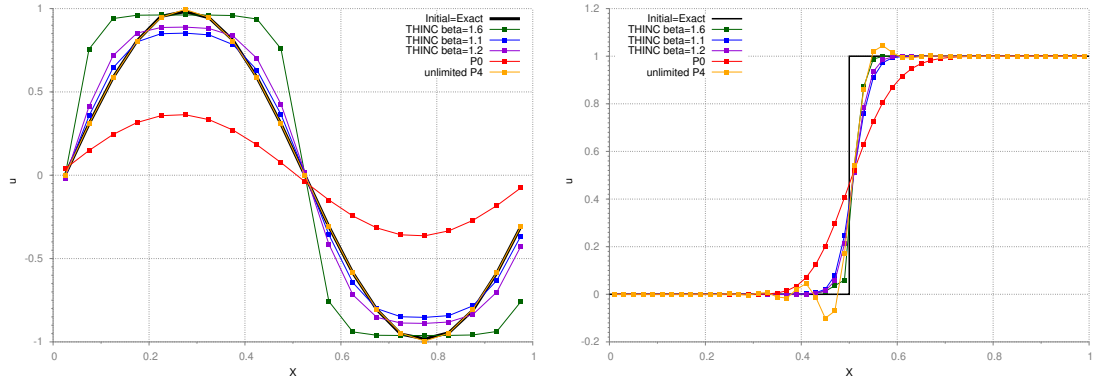 Initial=Exact
THINC beta=1.6
THINC beta=1.1
THINC beta=1.2
P0
unlimited P4
1
0.5
0
-0.5
-1
u
0
0.2
0.4
0.6
0.8
1
X
Initial=Exact
THINC beta=1.6
THINC beta=1.1
THINC beta=1.2
P0
unlimited P4
1.2
1
0.8
0.6
0.4
0.2
0
-0.2
u
0
0.2
0.4
0.6
0.8
1
X